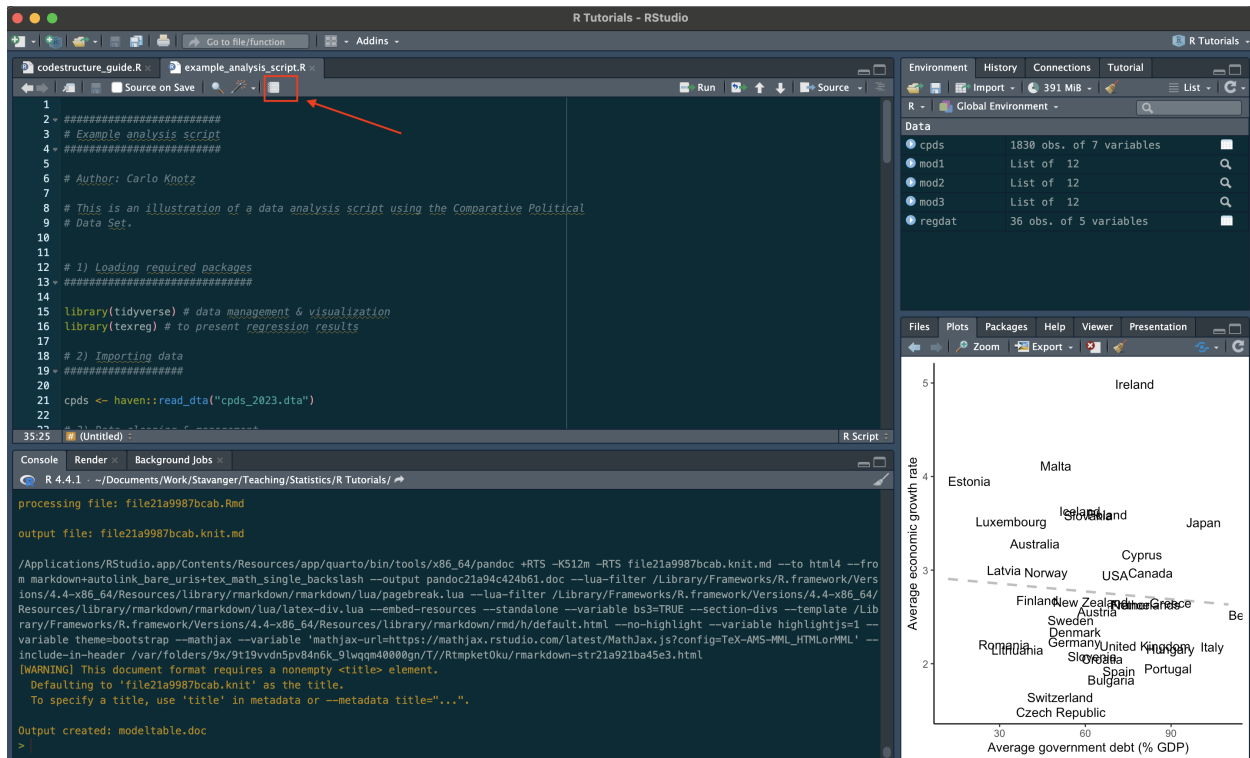 R Tutorials - RStudio
Go to file/function
Addins
R Tutorials
codestructure_guide.R
example_analysis_script.R
Source on Save
Run
Source
1
2 ##########################
3 # Example analysis script
4 ##########################
5
6 # Author: Carlo Knotz
7
8 # This is an illustration of a data analysis script using the Comparative Political
9 # Data Set.
10
11
12 # 1) Loading required packages
13 ###############################
14
15 library(tidyverse) # data management & visualization
16 library(texreg) # to present regression results
17
18 # 2) Importing data
19 ####################
20
21 cpds <- haven::read_dta("cpds_2023.dta")
22
35:25 (Untitled) R Script
Console Render Background Jobs
R 4.4.1 · ~/Documents/Work/Stavanger/Teaching/Statistics/R Tutorials/
processing file: file21a9987bcab.Rmd
output file: file21a9987bcab.knit.md
/Applications/RStudio.app/Contents/Resources/app/quarto/bin/tools/x86_64/pandoc +RTS -K512m -RTS file21a9987bcab.knit.md --to html4 --fro
m markdown+autolink_bare_uris+tex_math_single_backslash --output pandoc21a94c424b61.doc --lua-filter /Library/Frameworks/R.framework/Vers
ions/4.4-x86_64/Resources/library/rmarkdown/rmarkdown/lua/pagebreak.lua --lua-filter /Library/Frameworks/R.framework/Versions/4.4-x86_64/
Resources/library/rmarkdown/rmarkdown/lua/latex-div.lua --embed-resources --standalone --variable bs3=TRUE --section-divs --template /Lib
rary/Frameworks/R.framework/Versions/4.4-x86_64/Resources/library/rmarkdown/rmd/h/default.html --no-highlight --variable highlightjs=1 --
variable theme=bootstrap --mathjax --variable 'mathjax-url=https://mathjax.rstudio.com/latest/MathJax.js?config=TeX-AMS-MML_HTMLorMML' --
include-in-header /var/folders/9x/9t19vvdn5pv84n6k_9lwqqm40000gn/T//RtmpketOku/rmarkdown-str21a921ba45e3.html
[WARNING] This document format requires a nonempty <title> element.
Defaulting to 'file21a9987bcab.knit' as the title.
To specify a title, use 'title' in metadata or --metadata title="...".
Output created: modeltable.doc
>
Environment History Connections Tutorial
Import 391 MiB List
R Global Environment
Data
cpds 1830 obs. of 7 variables
mod1 List of 12
mod2 List of 12
mod3 List of 12
regdat 36 obs. of 5 variables
Files Plots Packages Help Viewer Presentation
Zoom Export
Average economic growth rate
5
4
3
2
Ireland
Malta
Estonia
Iceland
Slovakia
Luxembourg
Japan
Australia
Cyprus
Latvia
Norway
USA
Canada
Finland
New Zealand
Greece
Be
Sweden
Denmark
Austria
Romania
Lithuania
Germany
United Kingdom
Hungary
Italy
Slovenia
Croatia
Spain
Portugal
Bulgaria
Switzerland
Czech Republic
30 60 90
Average government debt (% GDP)